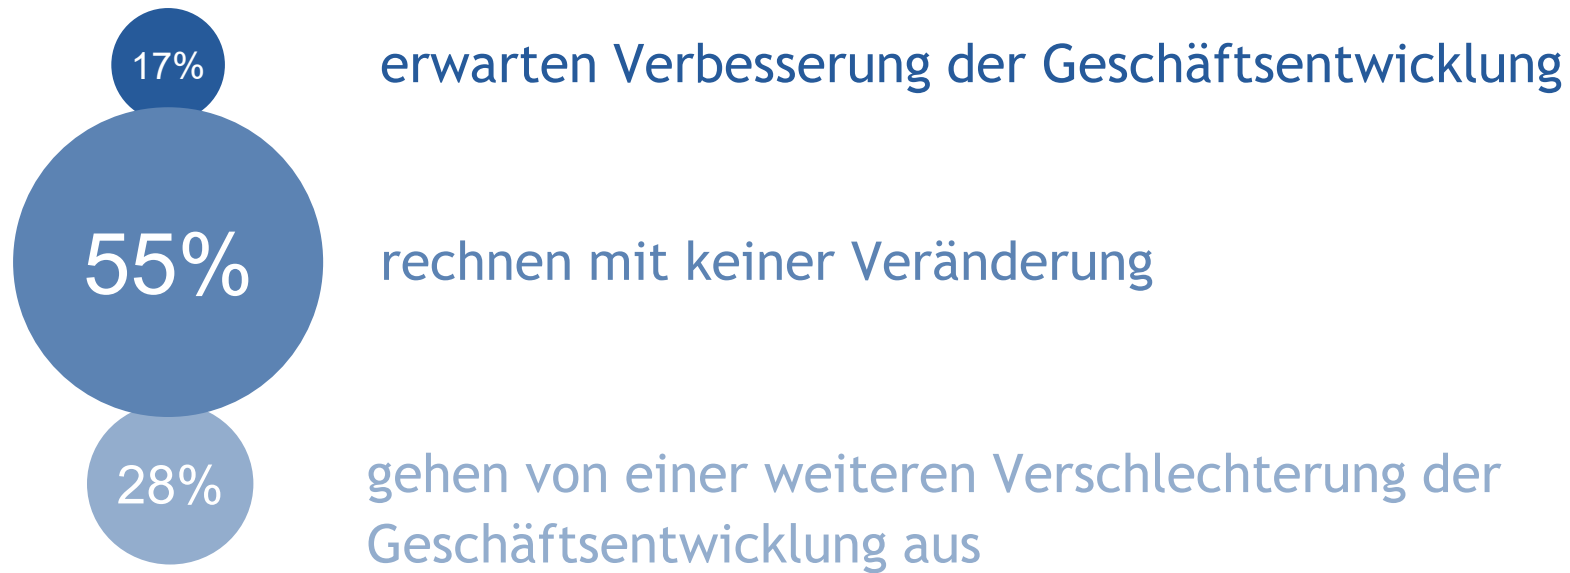 17%
erwarten Verbesserung der Geschäftsentwicklung
55%
rechnen mit keiner Veränderung
28%
gehen von einer weiteren Verschlechterung der
Geschäftsentwicklung aus